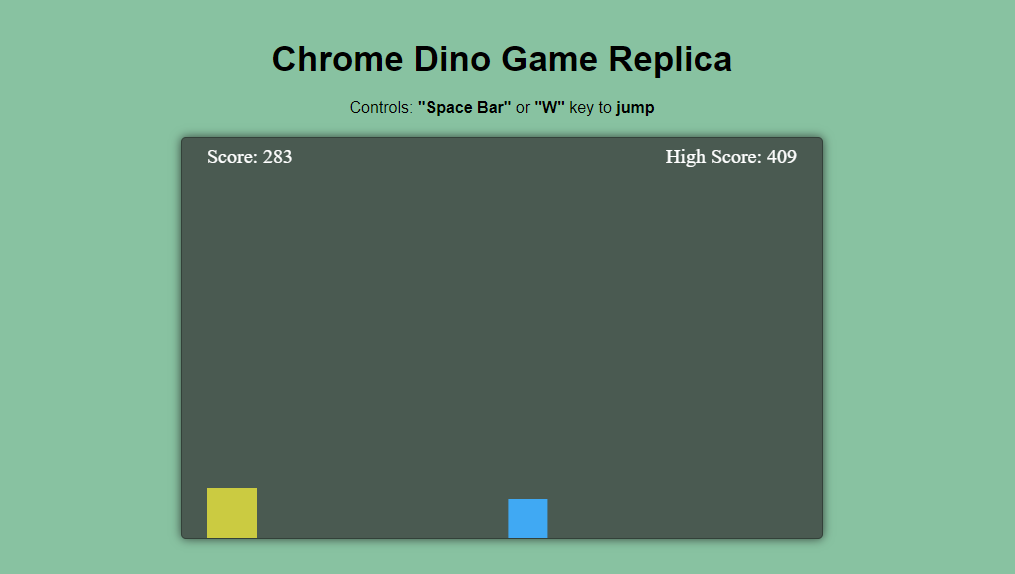 Chrome Dino Game Replica
Controls: "Space Bar" or "W" key to jump
Score: 283
High Score: 409